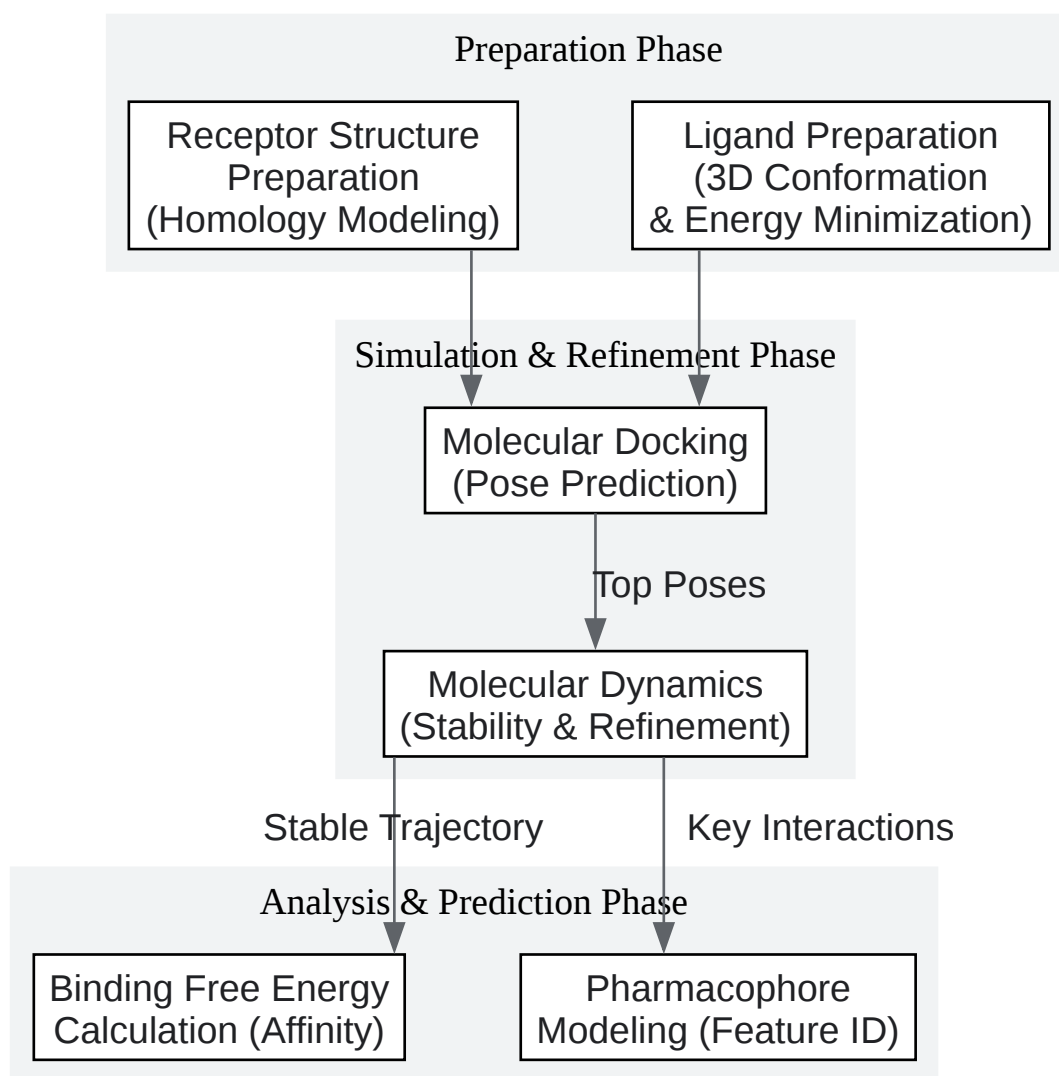 Preparation Phase
Receptor Structure
Preparation
(Homology Modeling)
Ligand Preparation
(3D Conformation
& Energy Minimization)
Simulation & Refinement Phase
Molecular Docking
(Pose Prediction)
Top Poses
Molecular Dynamics
(Stability & Refinement)
Stable Trajectory
Key Interactions
Analysis & Prediction Phase
Binding Free Energy
Calculation (Affinity)
Pharmacophore
Modeling (Feature ID)